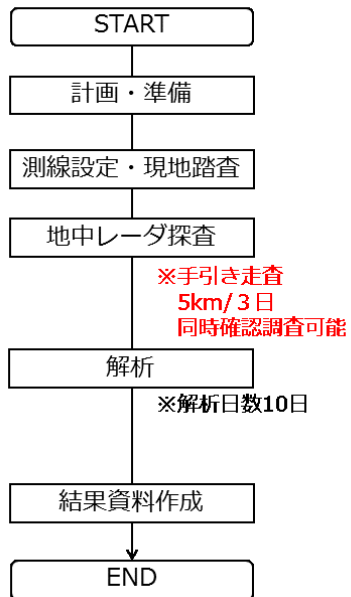 START
計画・準備
測線設定・現地踏査
地中レーダ探査
※手引き走査
5km/３日
同時確認調査可能
解析
※解析日数10日
結果資料作成
END